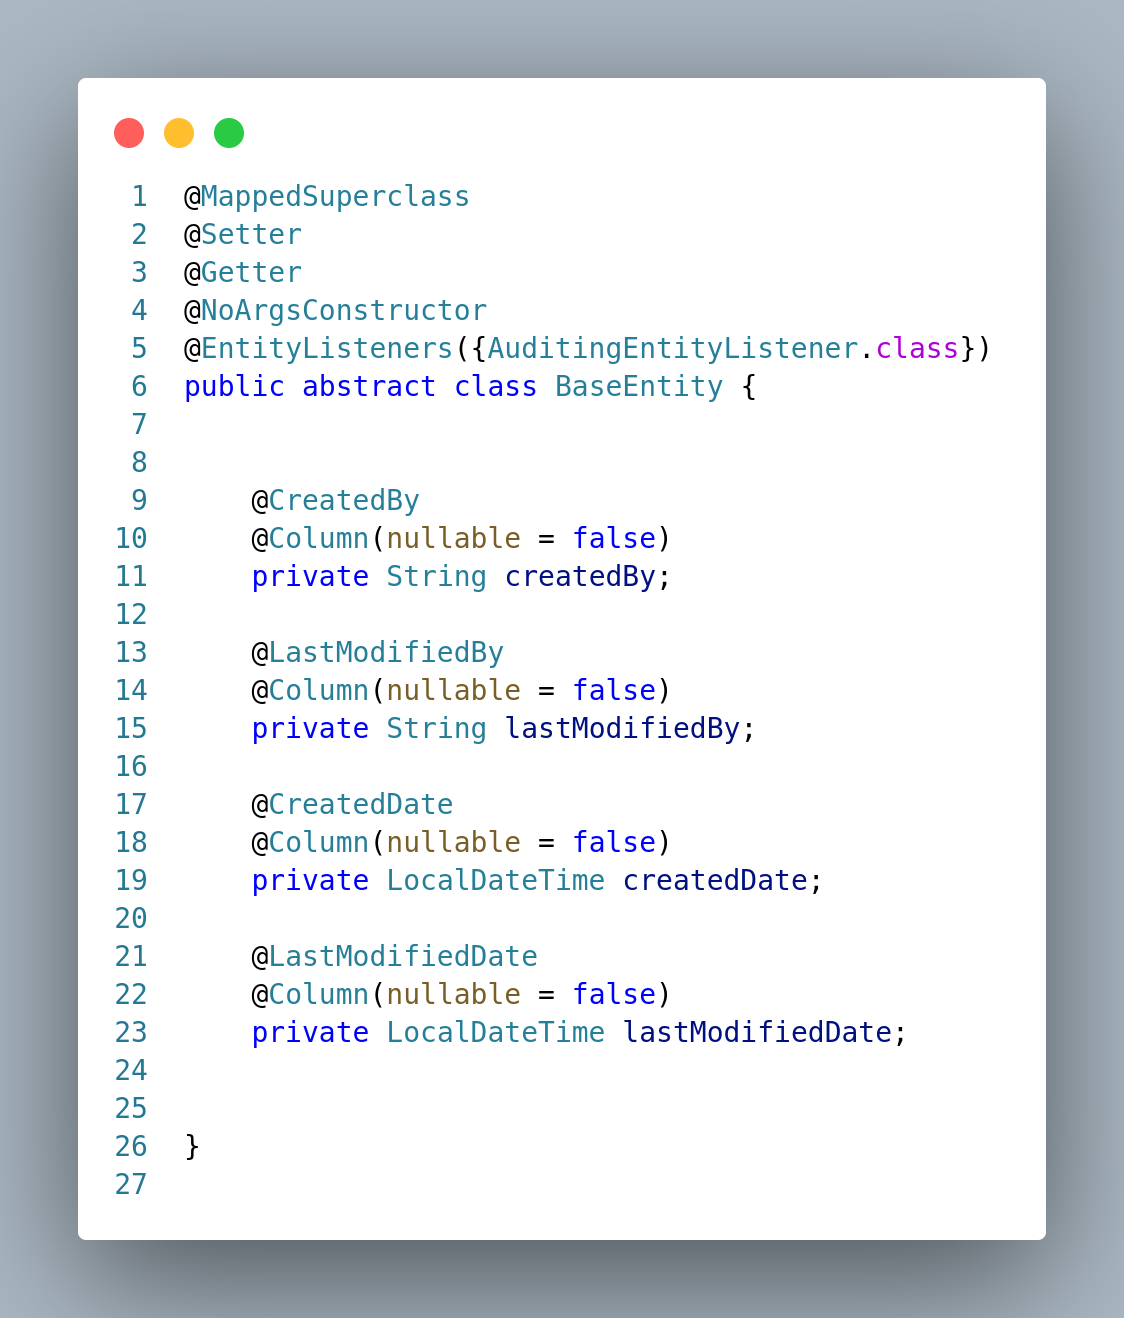 1 @MappedSuperclass
2 @Setter
3 @Getter
4 @NoArgsConstructor
5 @EntityListeners({AuditingEntityListener.class})
6 public abstract class BaseEntity {
7
8
9     @CreatedBy
10     @Column(nullable = false)
11     private String createdBy;
12
13     @LastModifiedBy
14     @Column(nullable = false)
15     private String lastModifiedBy;
16
17     @CreatedDate
18     @Column(nullable = false)
19     private LocalDateTime createdDate;
20
21     @LastModifiedDate
22     @Column(nullable = false)
23     private LocalDateTime lastModifiedDate;
24
25
26 }
27